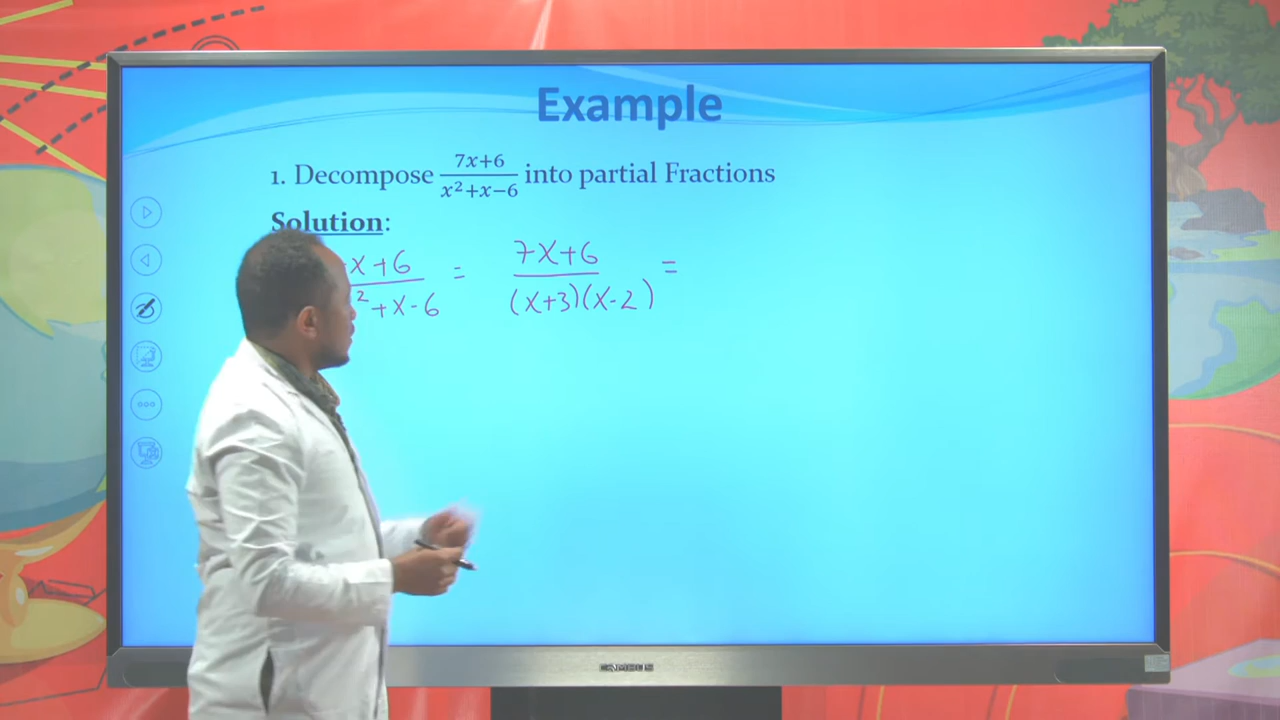 Example
1. Decompose 7x+6 / x²+x−6 into partial Fractions
Solution:
x+6 / ²+x-6 = 7x+6 / (x+3)(x-2) =